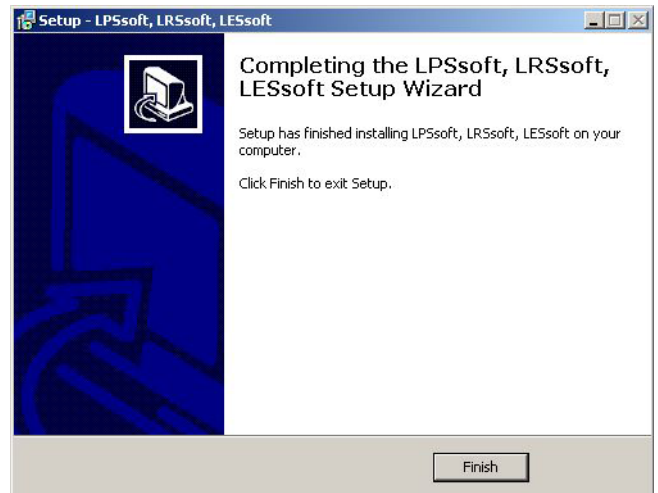 Setup - LPSsoft, LRSsoft, LESsoft
Completing the LPSsoft, LRSsoft,
LESsoft Setup Wizard
Setup has finished installing LPSsoft, LRSsoft, LESsoft on your
computer.
Click Finish to exit Setup.
Finish